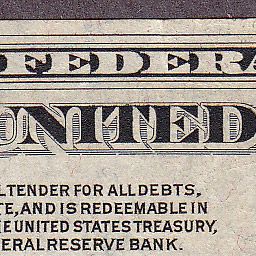 FEDERA
UNITED
L TENDER FOR ALL DEBTS,
TE, AND IS REDEEMABLE IN
E UNITED STATES TREASURY,
ERAL RESERVE BANK.